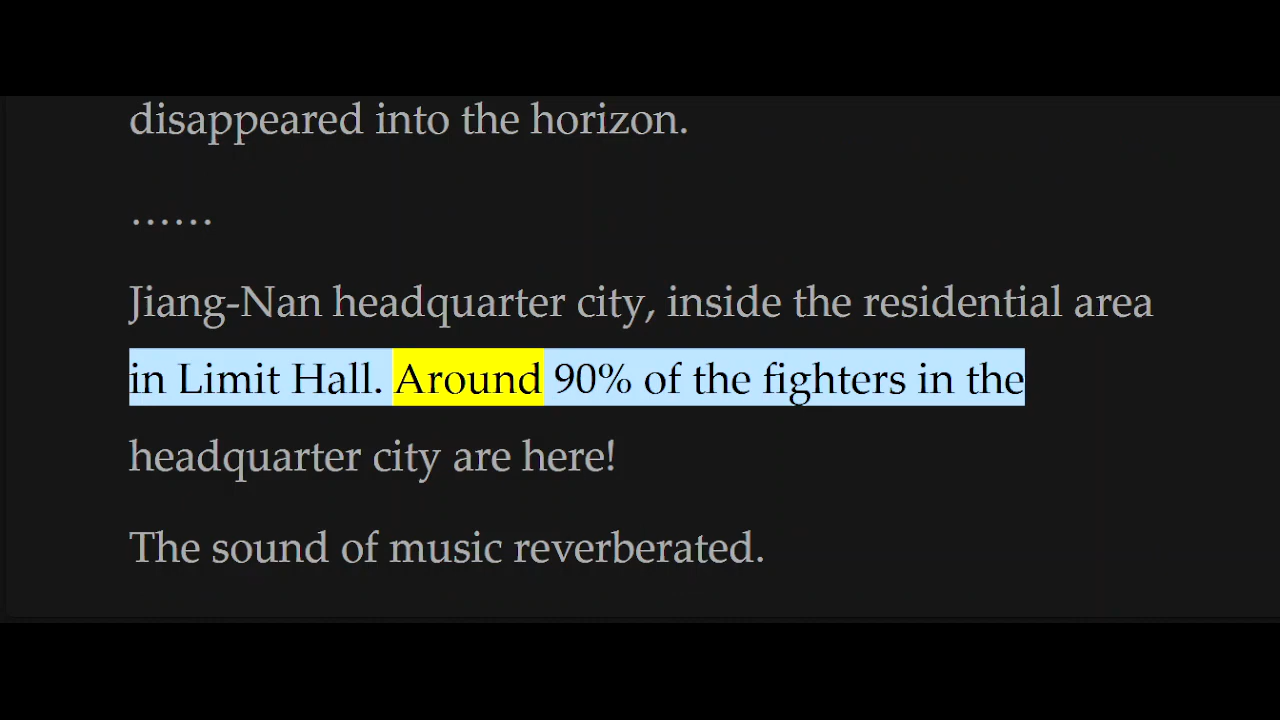 disappeared into the horizon.
……
Jiang-Nan headquarter city, inside the residential area
in Limit Hall. Around 90% of the fighters in the
headquarter city are here!
The sound of music reverberated.